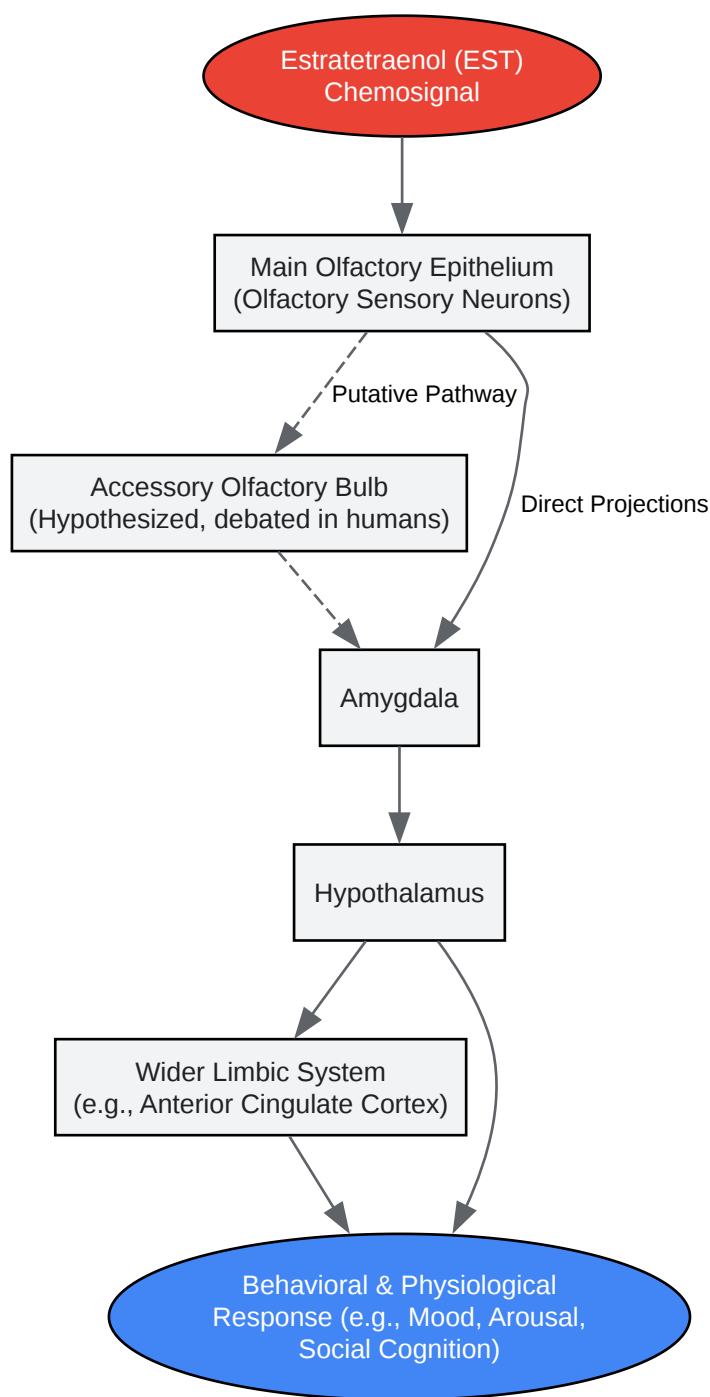 Estratetraenol (EST)
Chemosignal
Main Olfactory Epithelium
(Olfactory Sensory Neurons)
Putative Pathway
Accessory Olfactory Bulb
(Hypothesized, debated in humans)
Direct Projections
Amygdala
Hypothalamus
Wider Limbic System
(e.g., Anterior Cingulate Cortex)
Behavioral & Physiological
Response (e.g., Mood, Arousal,
Social Cognition)